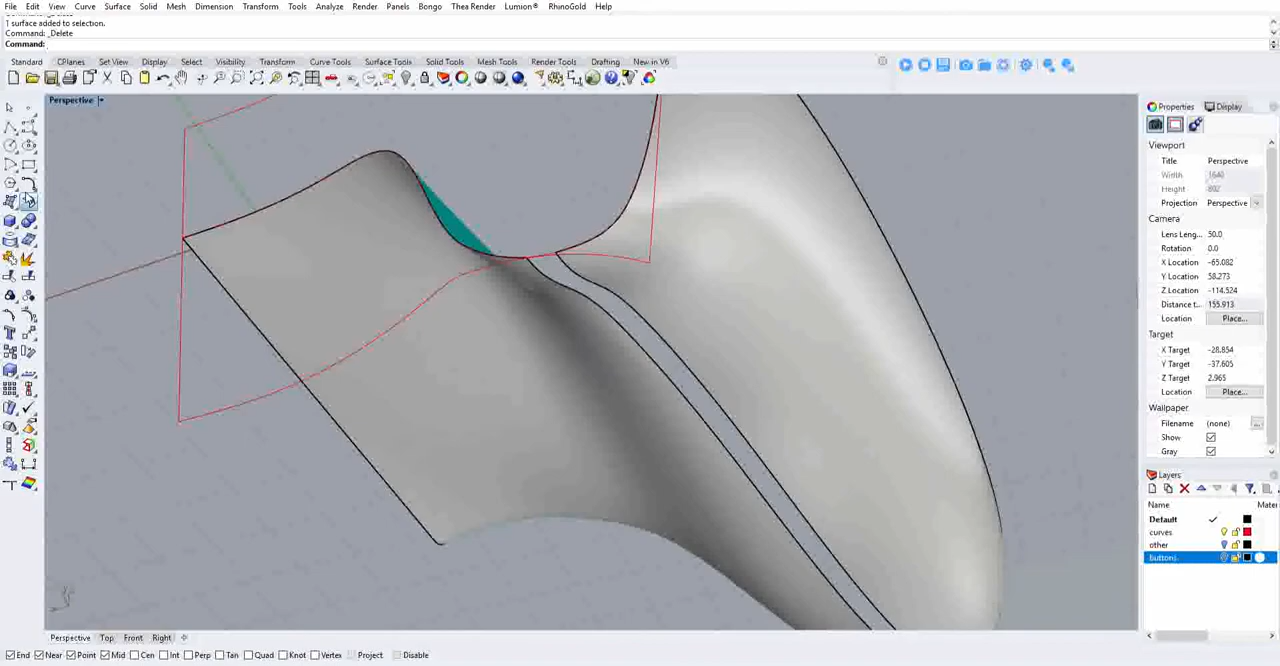 File Edit View Curve Surface Solid Mesh Dimension Transform Tools Analyze Render Panels Bongo Thea Render Lumion® RhinoGold Help
1 surface added to selection.
Command: _Delete
Command:
Standard CPlanes Set View Display Select Visibility Transform Curve Tools Surface Tools Solid Tools Mesh Tools Render Tools Drafting New in V6
Perspective
Properties Display
Viewport
Title Perspective
Width 1640
Height 892
Projection Perspective
Camera
Lens Leng... 50.0
Rotation 0.0
X Location -65.082
Y Location 58.273
Z Location -114.524
Distance t... 155.913
Location Place...
Target
X Target -28.854
Y Target -37.605
Z Target 2.965
Location Place...
Wallpaper
Filename (none) ...
Show
Gray
Layers
Name Mater
Default
curves
other
buttons
Perspective Top Front Right
End Near Point Mid Cen Int Perp Tan Quad Knot Vertex Project Disable